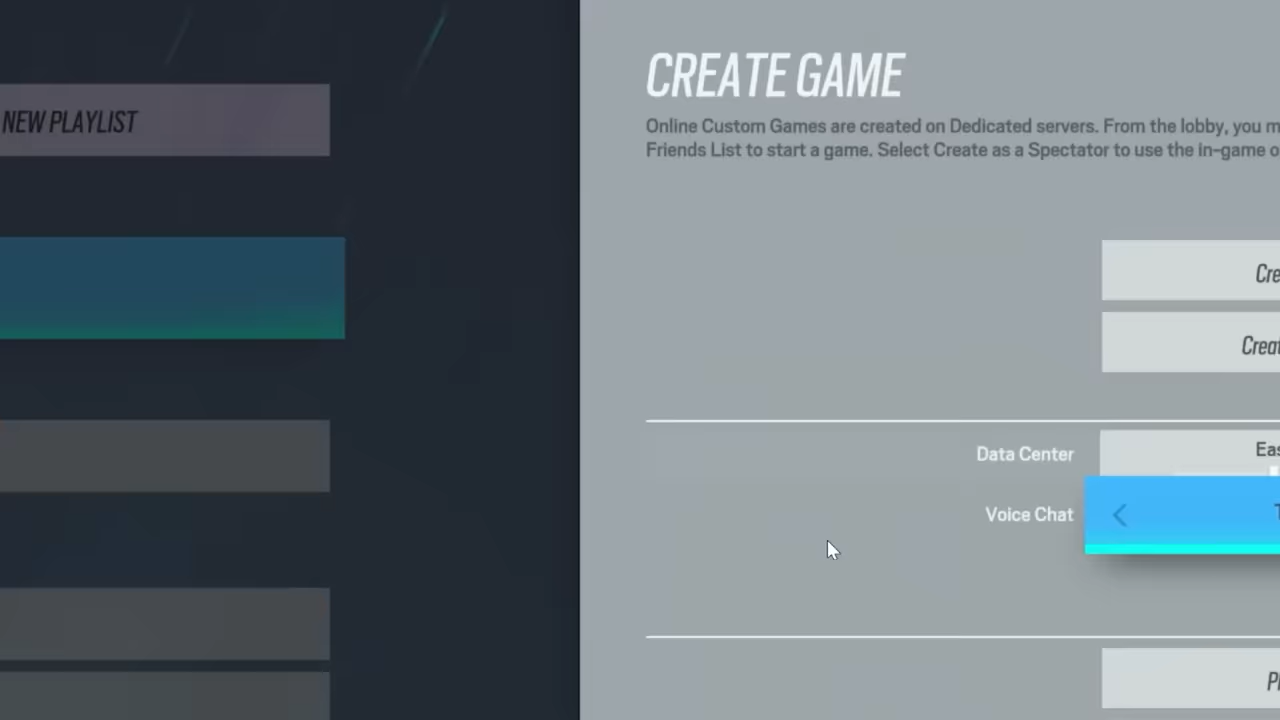 NEW PLAYLIST
CREATE GAME
Online Custom Games are created on Dedicated servers. From the lobby, you
Friends List to start a game. Select Create as a Spectator to use the in-game
Data Center
Voice Chat